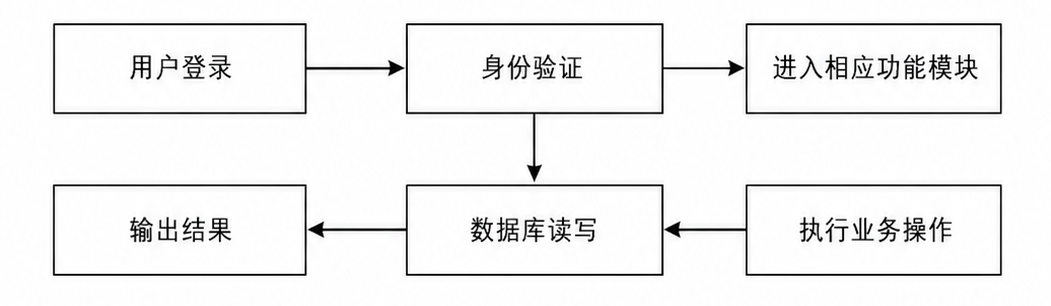 用户登录
身份验证
进入相应功能模块
输出结果
数据库读写
执行业务操作